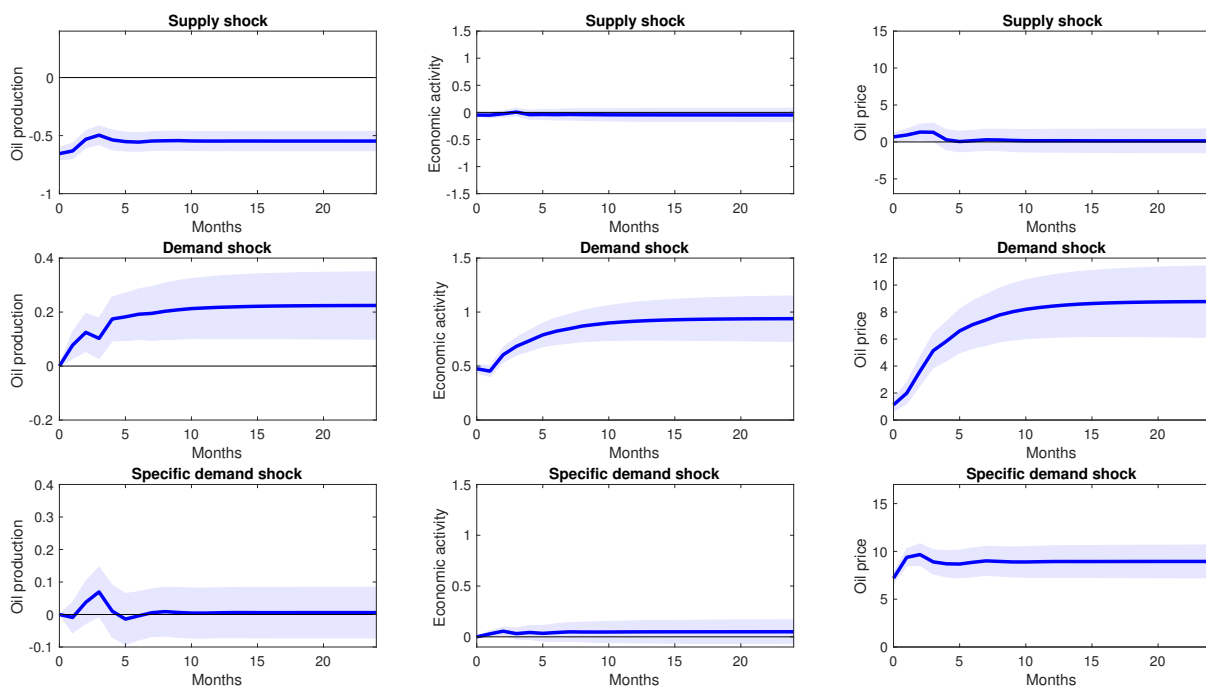 Supply shock
Supply shock
Supply shock
Oil production
0
-0.5
-1
0 5 10 15 20
Months
Economic activity
1.5
1
0.5
0
-0.5
-1
-1.5
0 5 10 15 20
Months
Oil price
15
10
5
0
-5
0 5 10 15 20
Months
Demand shock
Demand shock
Demand shock
Oil production
0.4
0.2
0
-0.2
0 5 10 15 20
Months
Economic activity
1.5
1
0.5
0
0 5 10 15 20
Months
Oil price
12
10
8
6
4
2
0
0 5 10 15 20
Months
Specific demand shock
Specific demand shock
Specific demand shock
Oil production
0.4
0.3
0.2
0.1
0
-0.1
0 5 10 15 20
Months
Economic activity
1.5
1
0.5
0
0 5 10 15 20
Months
Oil price
15
10
5
0
0 5 10 15 20
Months